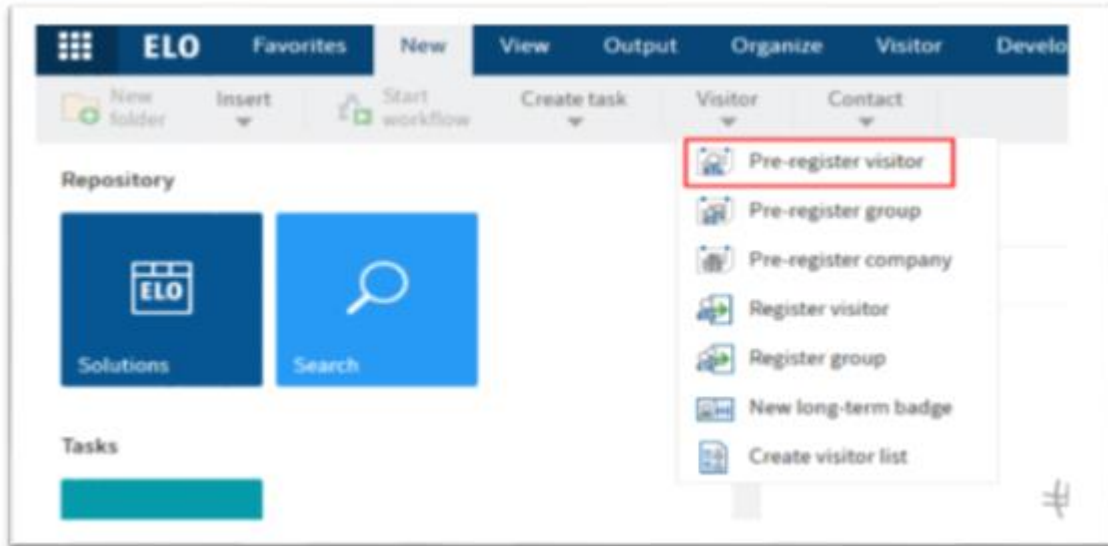 ELO Favorites New View Output Organize Visitor Develo
New folder Insert Start workflow Create task Visitor Contact
Pre-register visitor
Repository
Pre-register group
Pre-register company
ELO
Register visitor
Solutions Search
Register group
New long-term badge
Tasks
Create visitor list